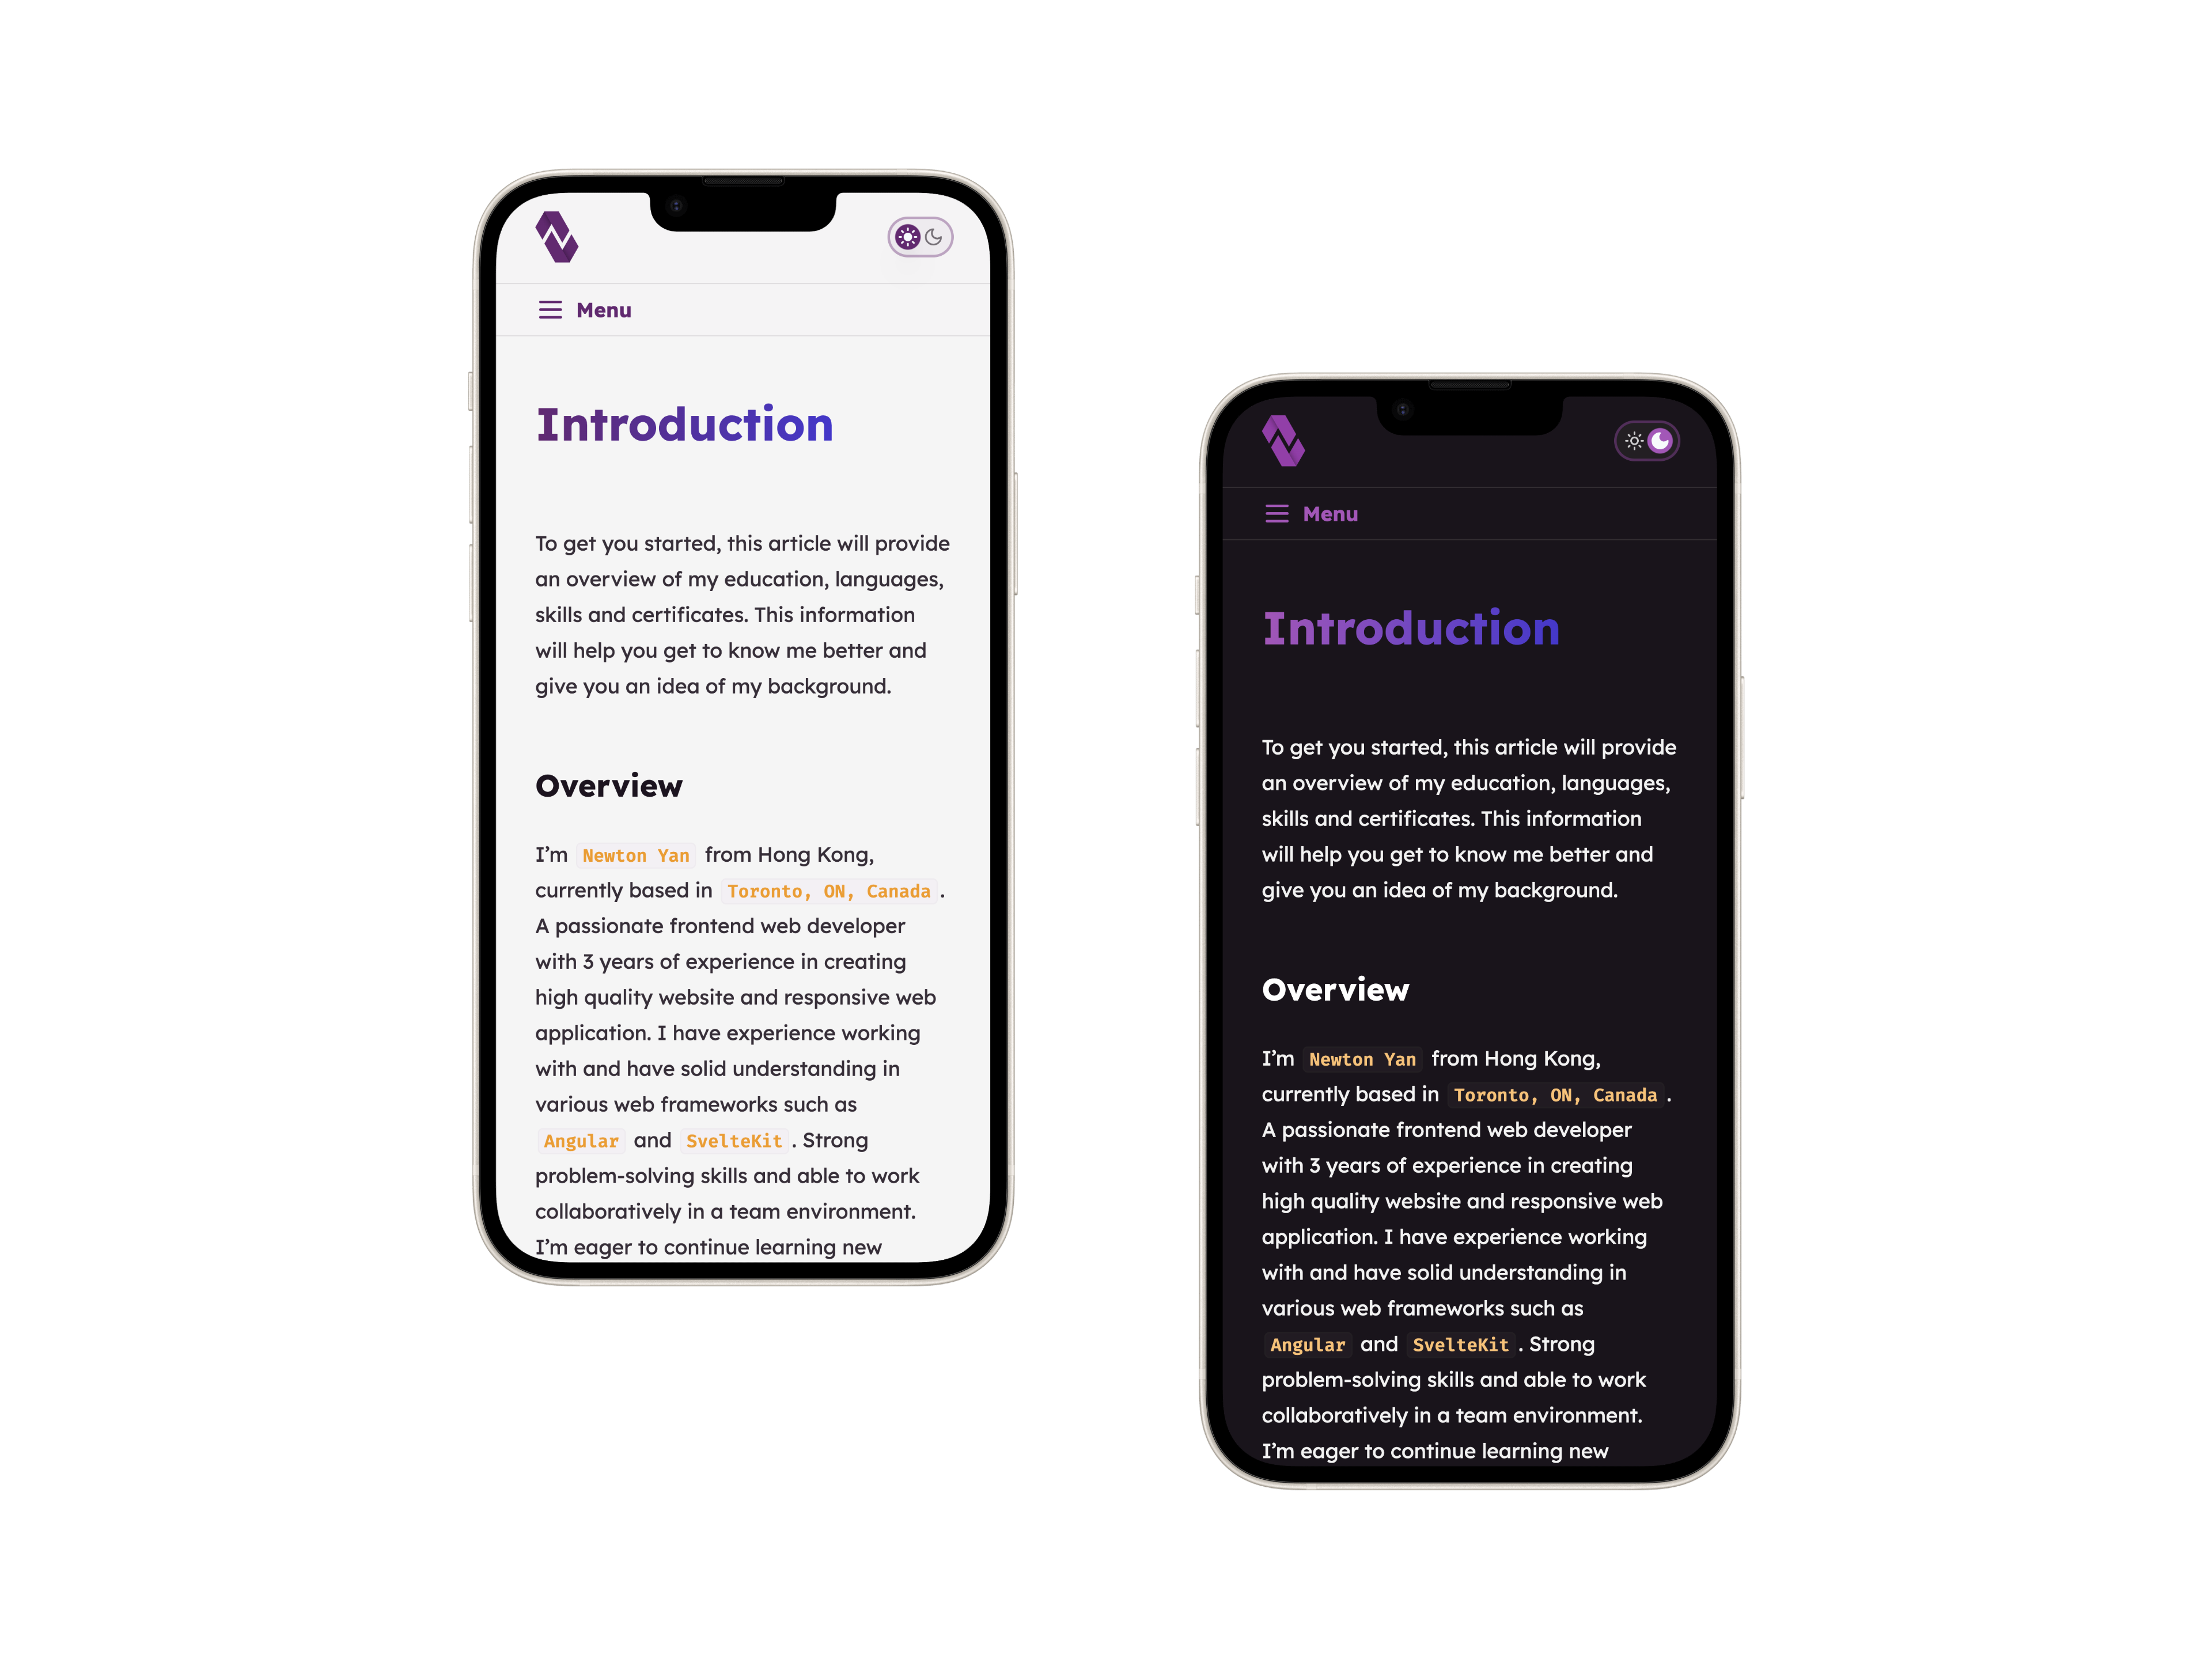 Menu
Introduction
To get you started, this article will provide
an overview of my education, languages,
skills and certificates. This information
will help you get to know me better and
give you an idea of my background.
Overview
I’m Newton Yan from Hong Kong,
currently based in Toronto, ON, Canada.
A passionate frontend web developer
with 3 years of experience in creating
high quality website and responsive web
application. I have experience working
with and have solid understanding in
various web frameworks such as
Angular and SvelteKit. Strong
problem-solving skills and able to work
collaboratively in a team environment.
I’m eager to continue learning new
Menu
Introduction
To get you started, this article will provide
an overview of my education, languages,
skills and certificates. This information
will help you get to know me better and
give you an idea of my background.
Overview
I’m Newton Yan from Hong Kong,
currently based in Toronto, ON, Canada.
A passionate frontend web developer
with 3 years of experience in creating
high quality website and responsive web
application. I have experience working
with and have solid understanding in
various web frameworks such as
Angular and SvelteKit. Strong
problem-solving skills and able to work
collaboratively in a team environment.
I’m eager to continue learning new